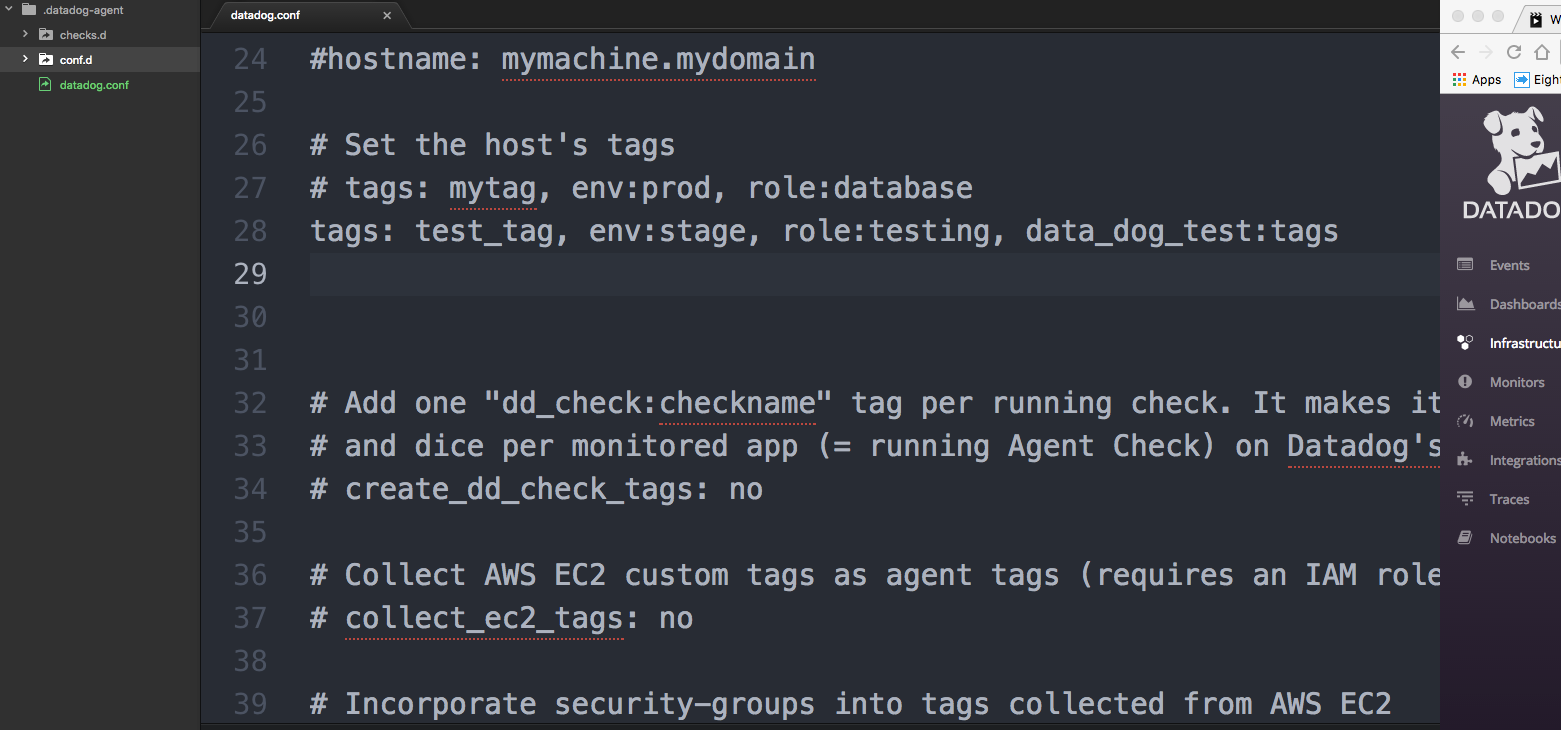 .datadog-agent
checks.d
conf.d
datadog.conf
datadog.conf
24 #hostname: mymachine.mydomain
25
26 # Set the host's tags
27 # tags: mytag, env:prod, role:database
28 tags: test_tag, env:stage, role:testing, data_dog_test:tags
29
30
31
32 # Add one "dd_check:checkname" tag per running check. It makes it
33 # and dice per monitored app (= running Agent Check) on Datadog's
34 # create_dd_check_tags: no
35
36 # Collect AWS EC2 custom tags as agent tags (requires an IAM role
37 # collect_ec2_tags: no
38
39 # Incorporate security-groups into tags collected from AWS EC2
W
Apps Eight
DATADO
Events
Dashboards
Infrastructu
Monitors
Metrics
Integrations
Traces
Notebooks